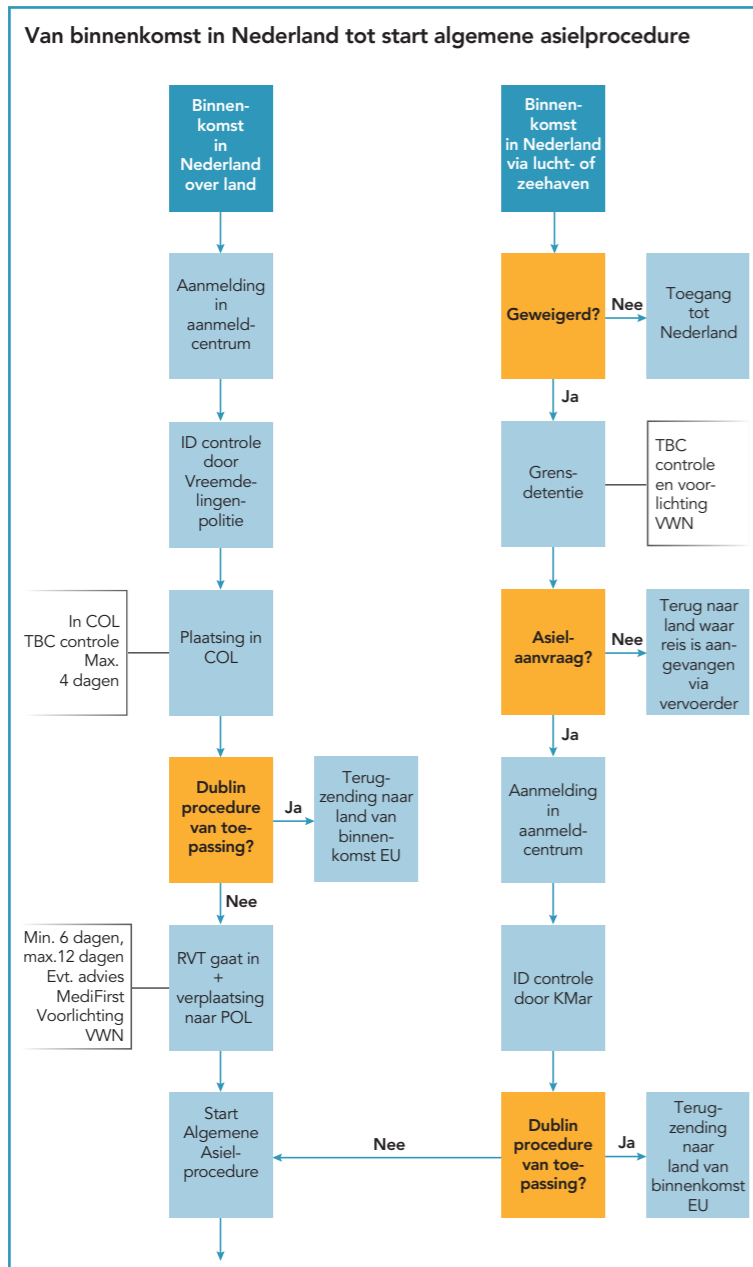 Van binnenkomst in Nederland tot start algemene asielprocedure
Binnen-
komst
in
Nederland
over land
Aanmelding
in
aanmeld-
centrum
ID controle
door
Vreemde-
lingen-
politie
In COL
TBC controle
Max.
4 dagen
Plaatsing in
COL
Dublin
procedure
van toe-
passing?
Ja
Terug-
zending naar
land van
binnen-
komst EU
Nee
Min. 6 dagen,
max.12 dagen
Evt. advies
MediFirst
Voorlichting
VWN
RVT gaat in
+
verplaatsing
naar POL
Start
Algemene
Asiel-
procedure
Binnen-
komst
in Nederland
via lucht- of
zeehaven
Geweigerd?
Nee
Toegang
tot
Nederland
Ja
Grens-
detentie
TBC
controle
en voor-
lichting
VWN
Asiel-
aanvraag?
Nee
Terug naar
land waar
reis is aan-
gevangen
via
vervoerder
Ja
Aanmelding
in
aanmeld-
centrum
ID controle
door KMar
Dublin
procedure
van toe-
passing?
Nee
Ja
Terug-
zending
naar
land van
binnenkomst
EU